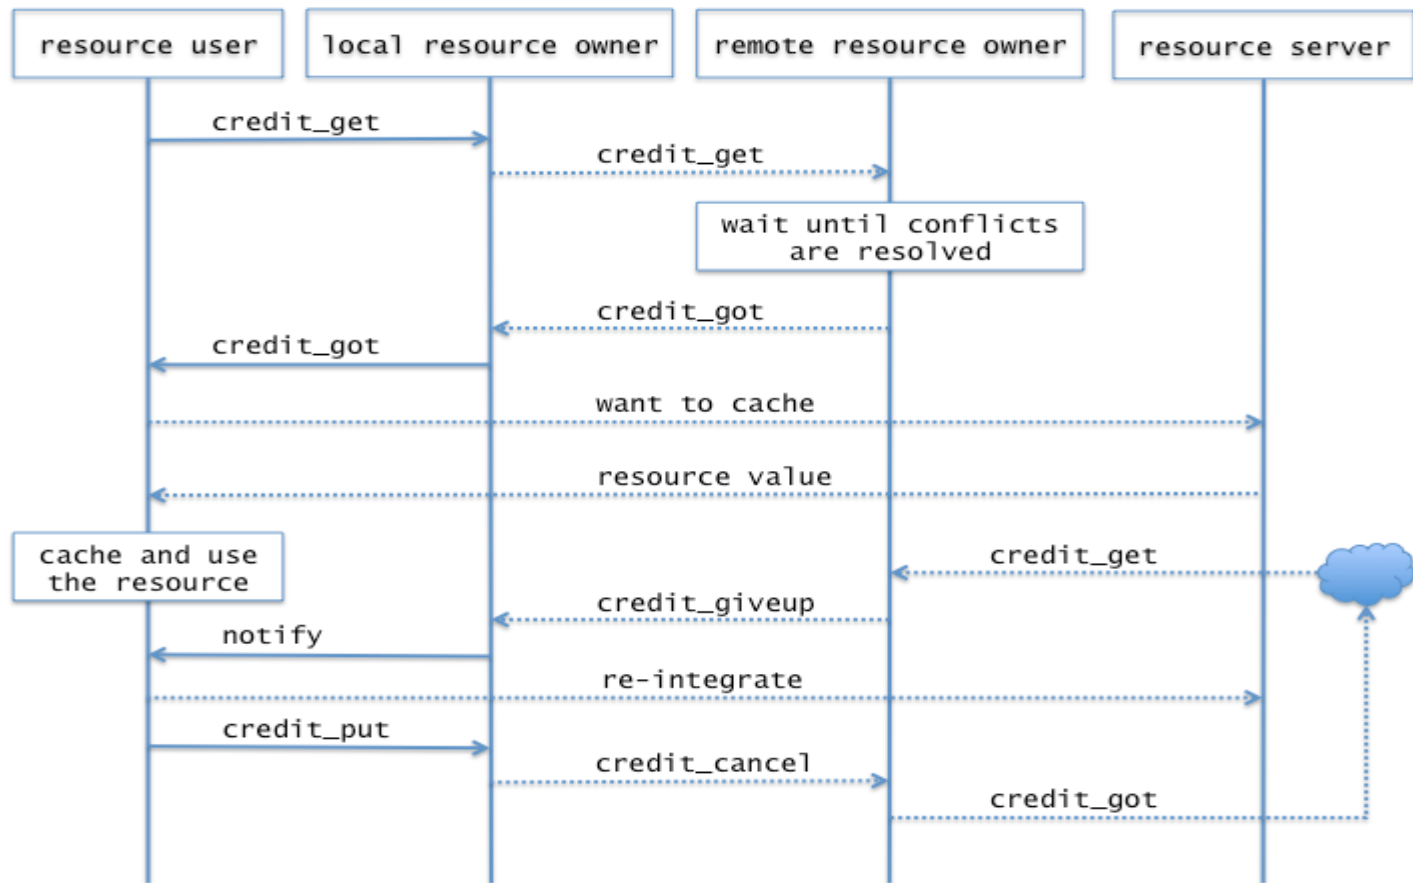 resource user
local resource owner
remote resource owner
resource server
credit_get
credit_get
wait until conflicts
are resolved
credit_got
credit_got
want to cache
resource value
cache and use
the resource
credit_get
credit_giveup
notify
re-integrate
credit_put
credit_cancel
credit_got